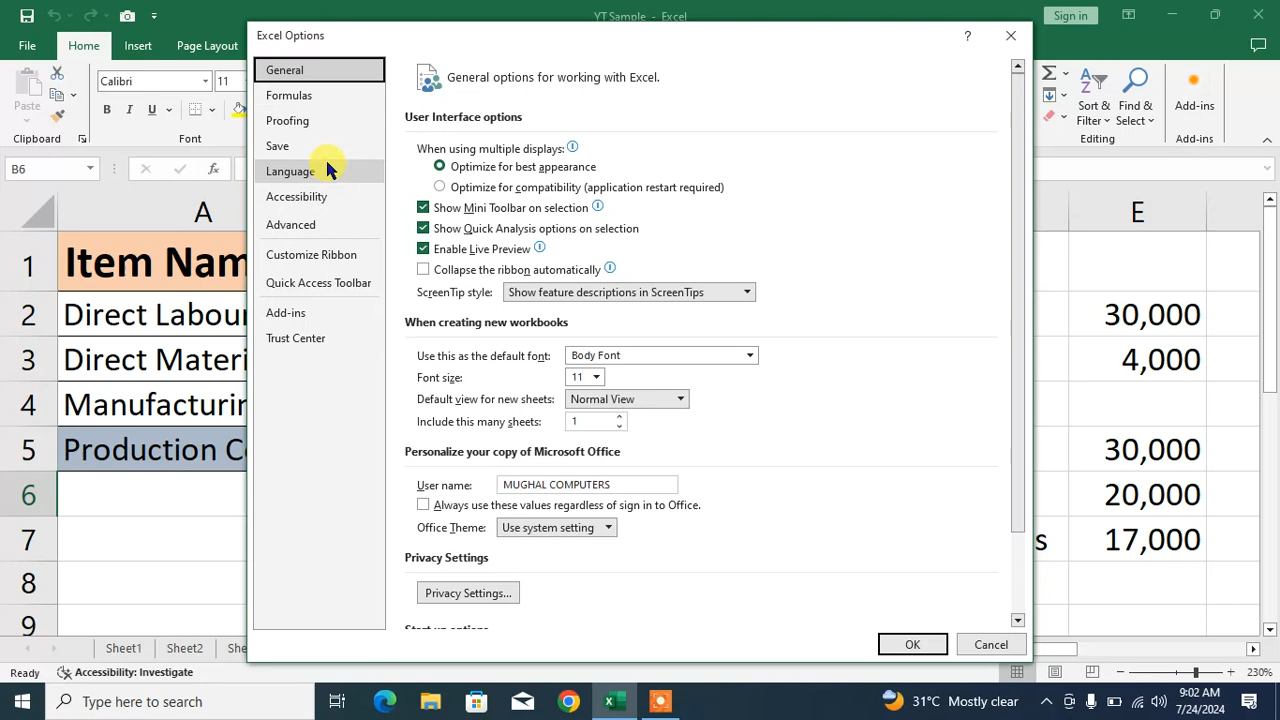 YT Sample - Excel
Sign in
File
Home
Insert
Page Layout
Excel Options
?
General
Formulas
Proofing
Save
Language
Accessibility
Advanced
Customize Ribbon
Quick Access Toolbar
Add-ins
Trust Center
General options for working with Excel.
User Interface options
When using multiple displays:
Optimize for best appearance
Optimize for compatibility (application restart required)
Show Mini Toolbar on selection
Show Quick Analysis options on selection
Enable Live Preview
Collapse the ribbon automatically
ScreenTip style: Show feature descriptions in ScreenTips
When creating new workbooks
Use this as the default font: Body Font
Font size: 11
Default view for new sheets: Normal View
Include this many sheets: 1
Personalize your copy of Microsoft Office
User name: MUGHAL COMPUTERS
Always use these values regardless of sign in to Office.
Office Theme: Use system setting
Privacy Settings
Privacy Settings...
Start up options
OK
Cancel
Paste
Clipboard
Calibri
11
B I U
Font
Sort &
Filter
Find &
Select
Editing
Add-ins
Add-ins
B6
fx
A
E
1 Item Nam
2 Direct Labou 30,000
3 Direct Materi 4,000
4 Manufacturin
5 Production Co 30,000
6 20,000
7 s 17,000
8
9
Sheet1
Sheet2
She
Ready
Accessibility: Investigate
230%
Type here to search
31°C Mostly clear
9:02 AM
7/24/2024